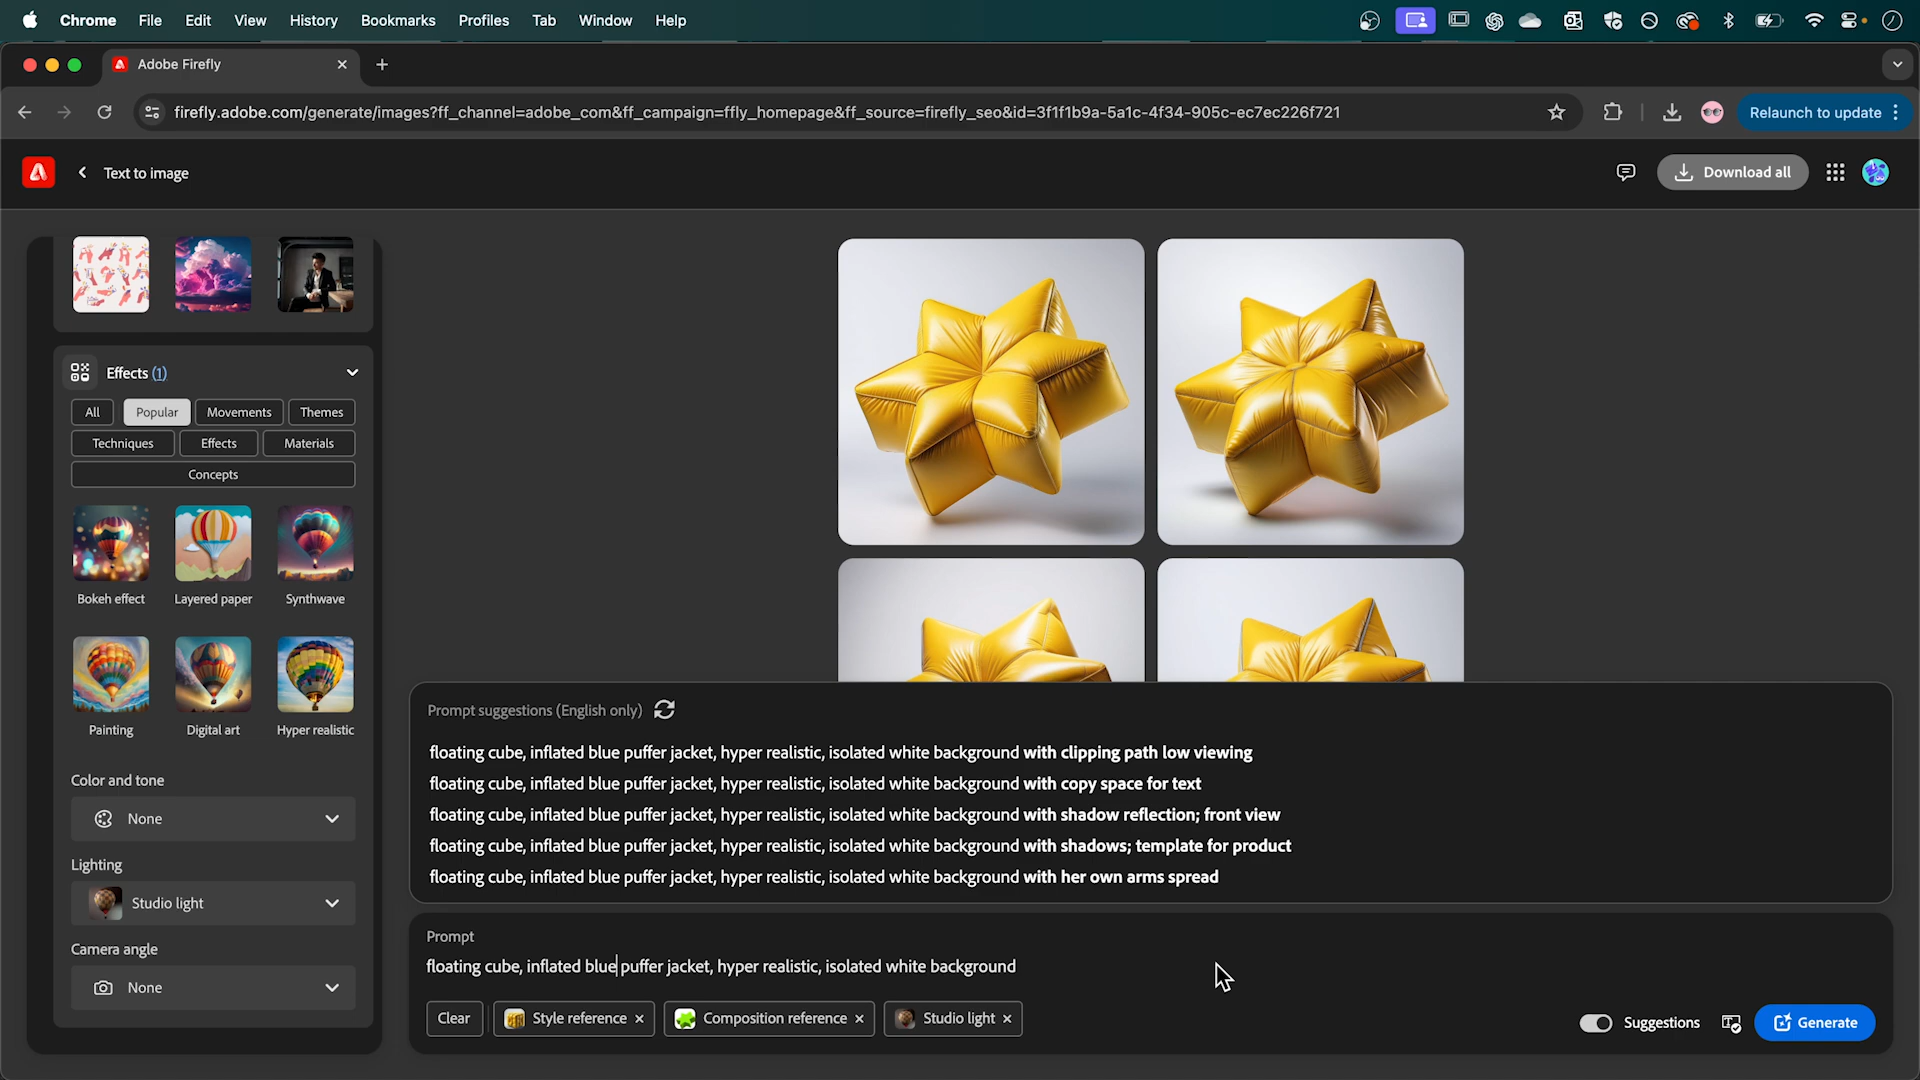 Chrome File Edit View History Bookmarks Profiles Tab Window Help
Adobe Firefly
firefly.adobe.com/generate/images?ff_channel=adobe_com&ff_campaign=ffly_homepage&ff_source=firefly_seo&id=3f1f1b9a-5a1c-4f34-905c-ec7ec226f721
Relaunch to update
Text to image
Download all
Effects (1)
All Popular Movements Themes
Techniques Effects Materials
Concepts
Bokeh effect Layered paper Synthwave
Painting Digital art Hyper realistic
Color and tone
None
Lighting
Studio light
Camera angle
None
Prompt suggestions (English only)
floating cube, inflated blue puffer jacket, hyper realistic, isolated white background with clipping path low viewing
floating cube, inflated blue puffer jacket, hyper realistic, isolated white background with copy space for text
floating cube, inflated blue puffer jacket, hyper realistic, isolated white background with shadow reflection; front view
floating cube, inflated blue puffer jacket, hyper realistic, isolated white background with shadows; template for product
floating cube, inflated blue puffer jacket, hyper realistic, isolated white background with her own arms spread
Prompt
floating cube, inflated blue puffer jacket, hyper realistic, isolated white background
Clear Style reference Composition reference Studio light
Suggestions Generate